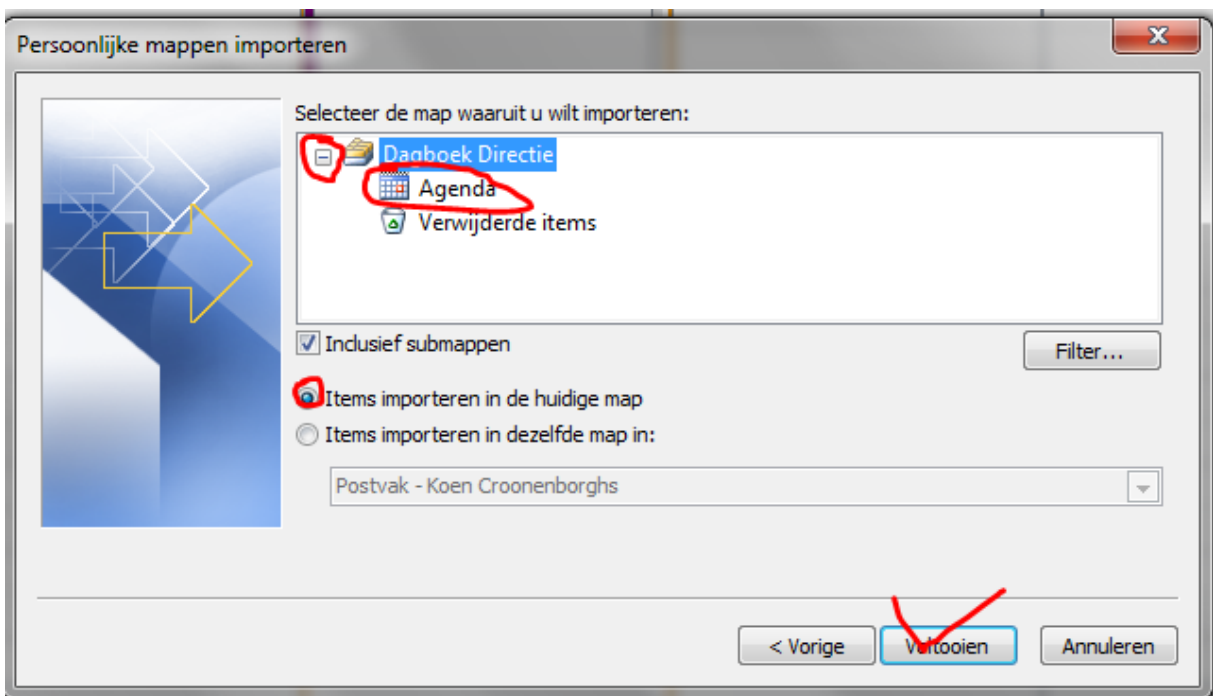 Persoonlijke mappen importeren
Selecteer de map waaruit u wilt importeren:
Dagboek Directie
Agenda
Verwijderde items
Inclusief submappen
Filter...
Items importeren in de huidige map
Items importeren in dezelfde map in:
Postvak - Koen Croonenborghs
< Vorige Voltooien Annuleren